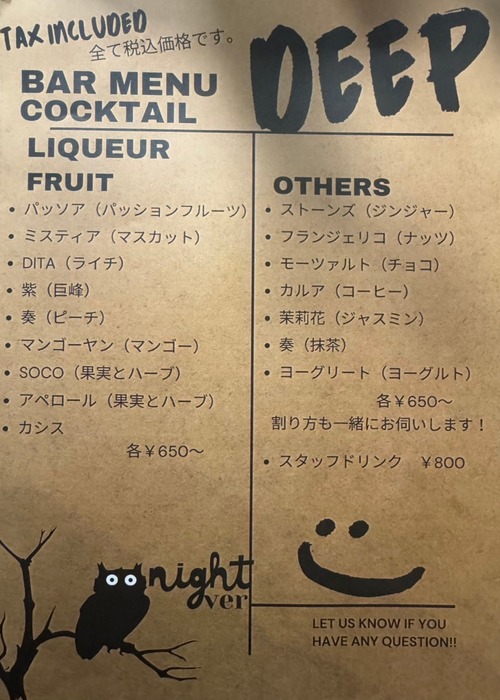 TAX INCLUDED
全て税込価格です。
DEEP
BAR MENU
COCKTAIL
LIQUEUR
FRUIT
• パッソア（パッションフルーツ）
• ミスティア（マスカット）
• DITA（ライチ）
• 紫（巨峰）
• 奏（ピーチ）
• マンゴーヤン（マンゴー）
• SOCO（果実とハーブ）
• アペロール（果実とハーブ）
• カシス
各￥650〜
OTHERS
• ストーンズ（ジンジャー）
• フランジェリコ（ナッツ）
• モーツァルト（チョコ）
• カルア（コーヒー）
• 茉莉花（ジャスミン）
• 奏（抹茶）
• ヨーグリート（ヨーグルト）
各￥650〜
割り方も一緒にお伺いします！
• スタッフドリンク　￥800
night
ver
LET US KNOW IF YOU
HAVE ANY QUESTION!!